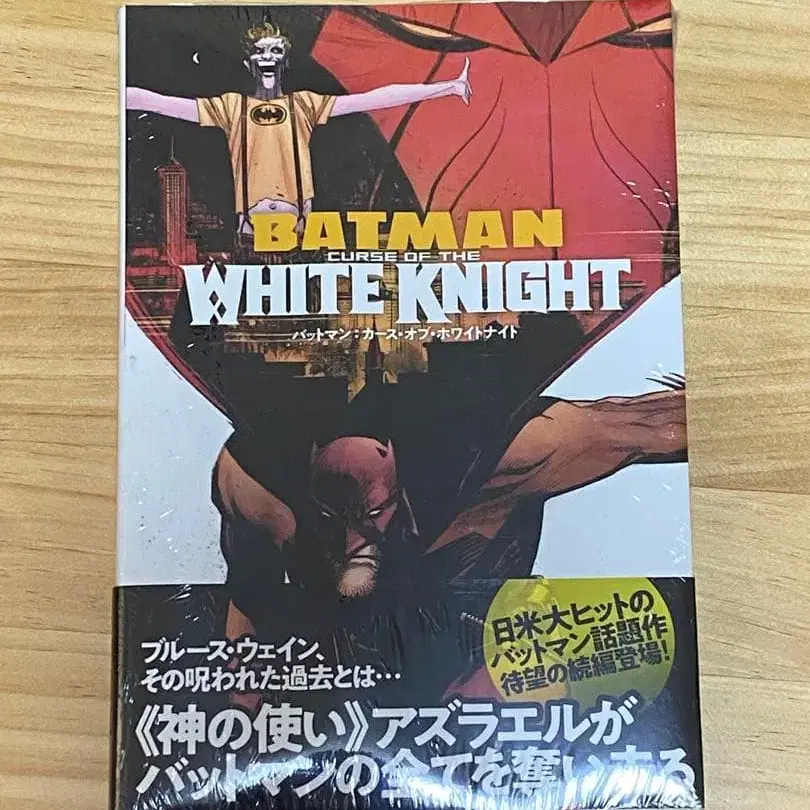 BATMAN
CURSE OF THE
WHITE KNIGHT
バットマン：カース・オブ・ホワイトナイト
日米大ヒットの
バットマン話題作
待望の続編登場！
ブルース・ウェイン、
その呪われた過去とは…
《神の使い》アズラエルが
バットマンの全てを奪い去る